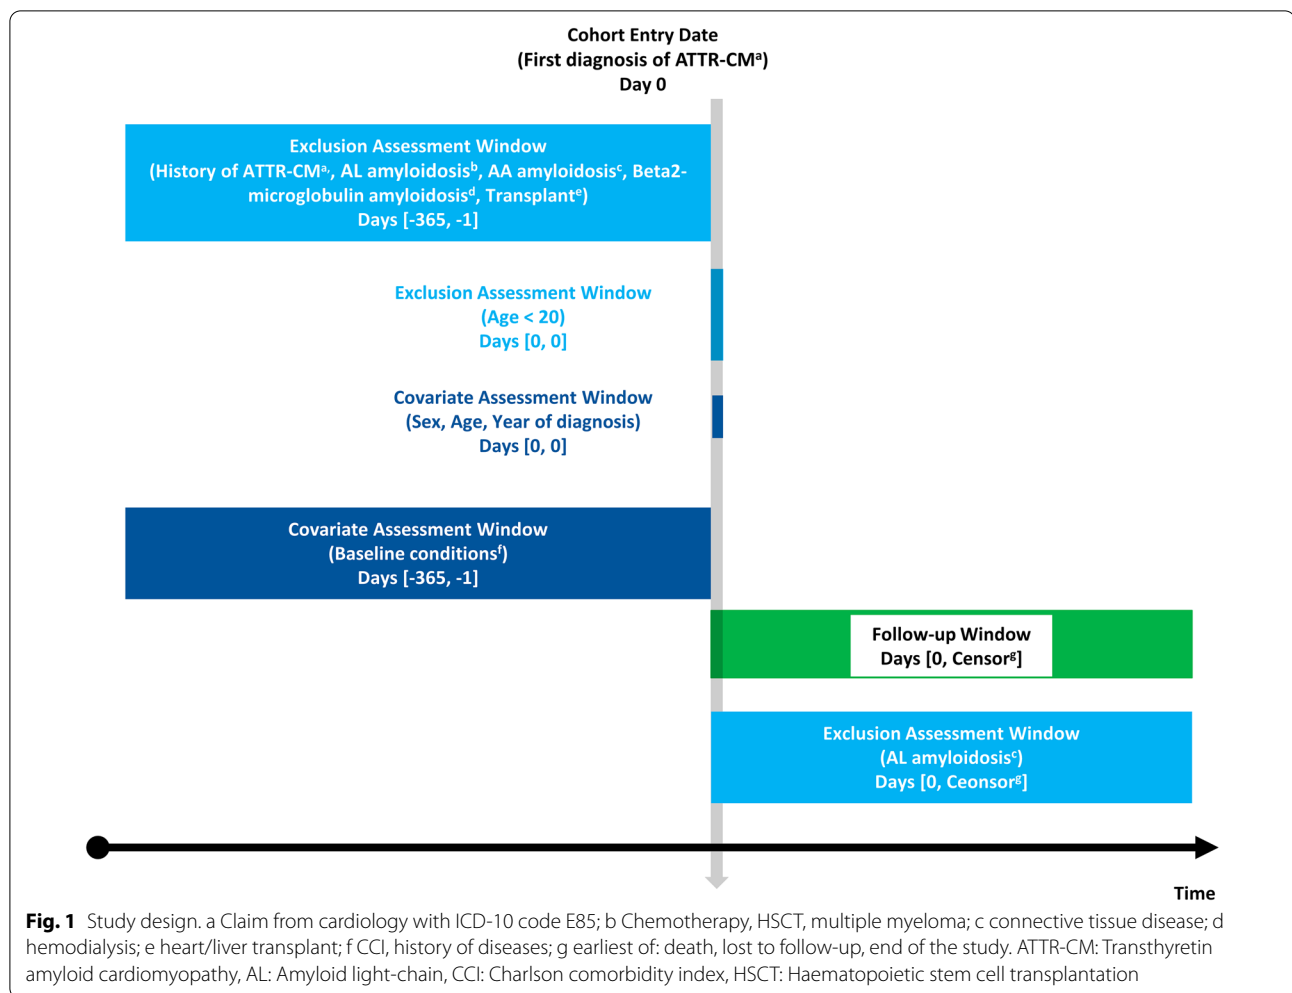 Cohort Entry Date
(First diagnosis of ATTR-CMᵃ)
Day 0
Exclusion Assessment Window
(History of ATTR-CMᵃ,, AL amyloidosisᵇ, AA amyloidosisᶜ, Beta2-
microglobulin amyloidosisᵈ, Transplantᵉ)
Days [-365, -1]
Exclusion Assessment Window
(Age < 20)
Days [0, 0]
Covariate Assessment Window
(Sex, Age, Year of diagnosis)
Days [0, 0]
Covariate Assessment Window
(Baseline conditionsᶠ)
Days [-365, -1]
Follow-up Window
Days [0, Censorᵍ]
Exclusion Assessment Window
(AL amyloidosisᶜ)
Days [0, Ceonsorᵍ]
Time
Fig. 1 Study design. a Claim from cardiology with ICD-10 code E85; b Chemotherapy, HSCT, multiple myeloma; c connective tissue disease; d
hemodialysis; e heart/liver transplant; f CCI, history of diseases; g earliest of: death, lost to follow-up, end of the study. ATTR-CM: Transthyretin
amyloid cardiomyopathy, AL: Amyloid light-chain, CCI: Charlson comorbidity index, HSCT: Haematopoietic stem cell transplantation